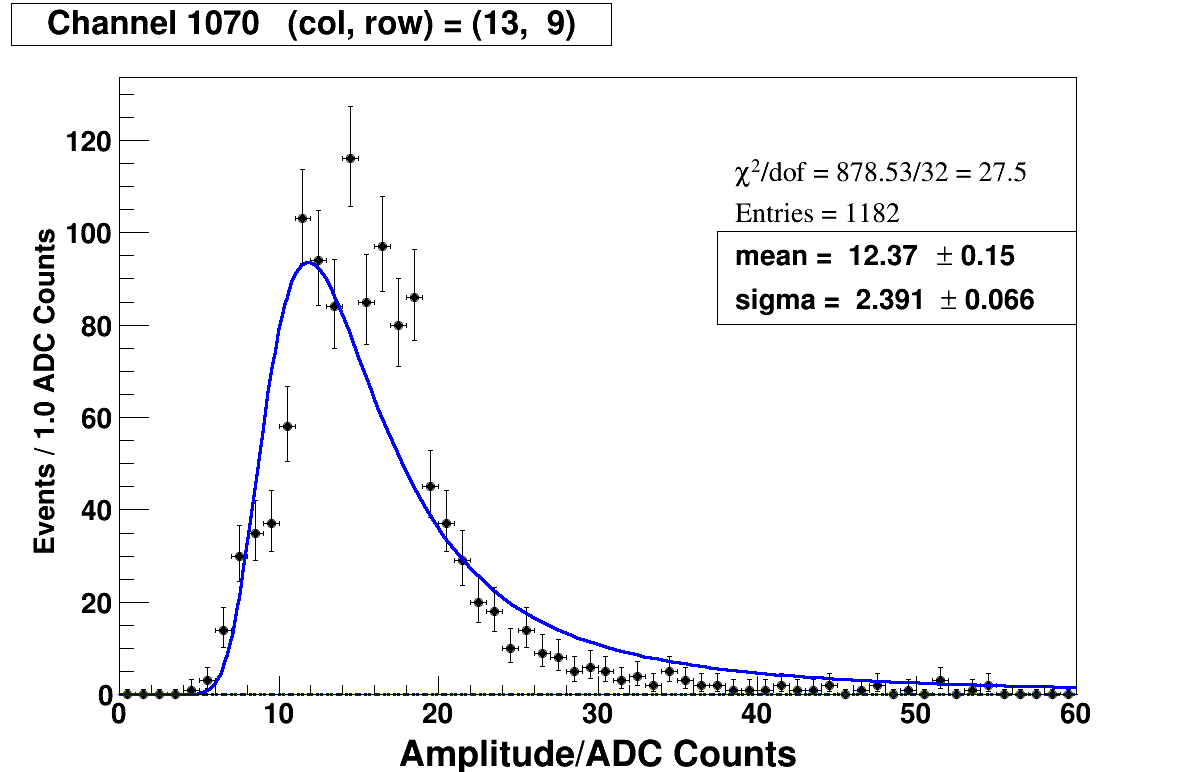 Channel 1070 (col, row) = (13, 9)
χ²/dof = 878.53/32 = 27.5
Entries = 1182
mean = 12.37 ± 0.15
sigma = 2.391 ± 0.066
Events / 1.0 ADC Counts
120
100
80
60
40
20
0
0 10 20 30 40 50 60
Amplitude/ADC Counts